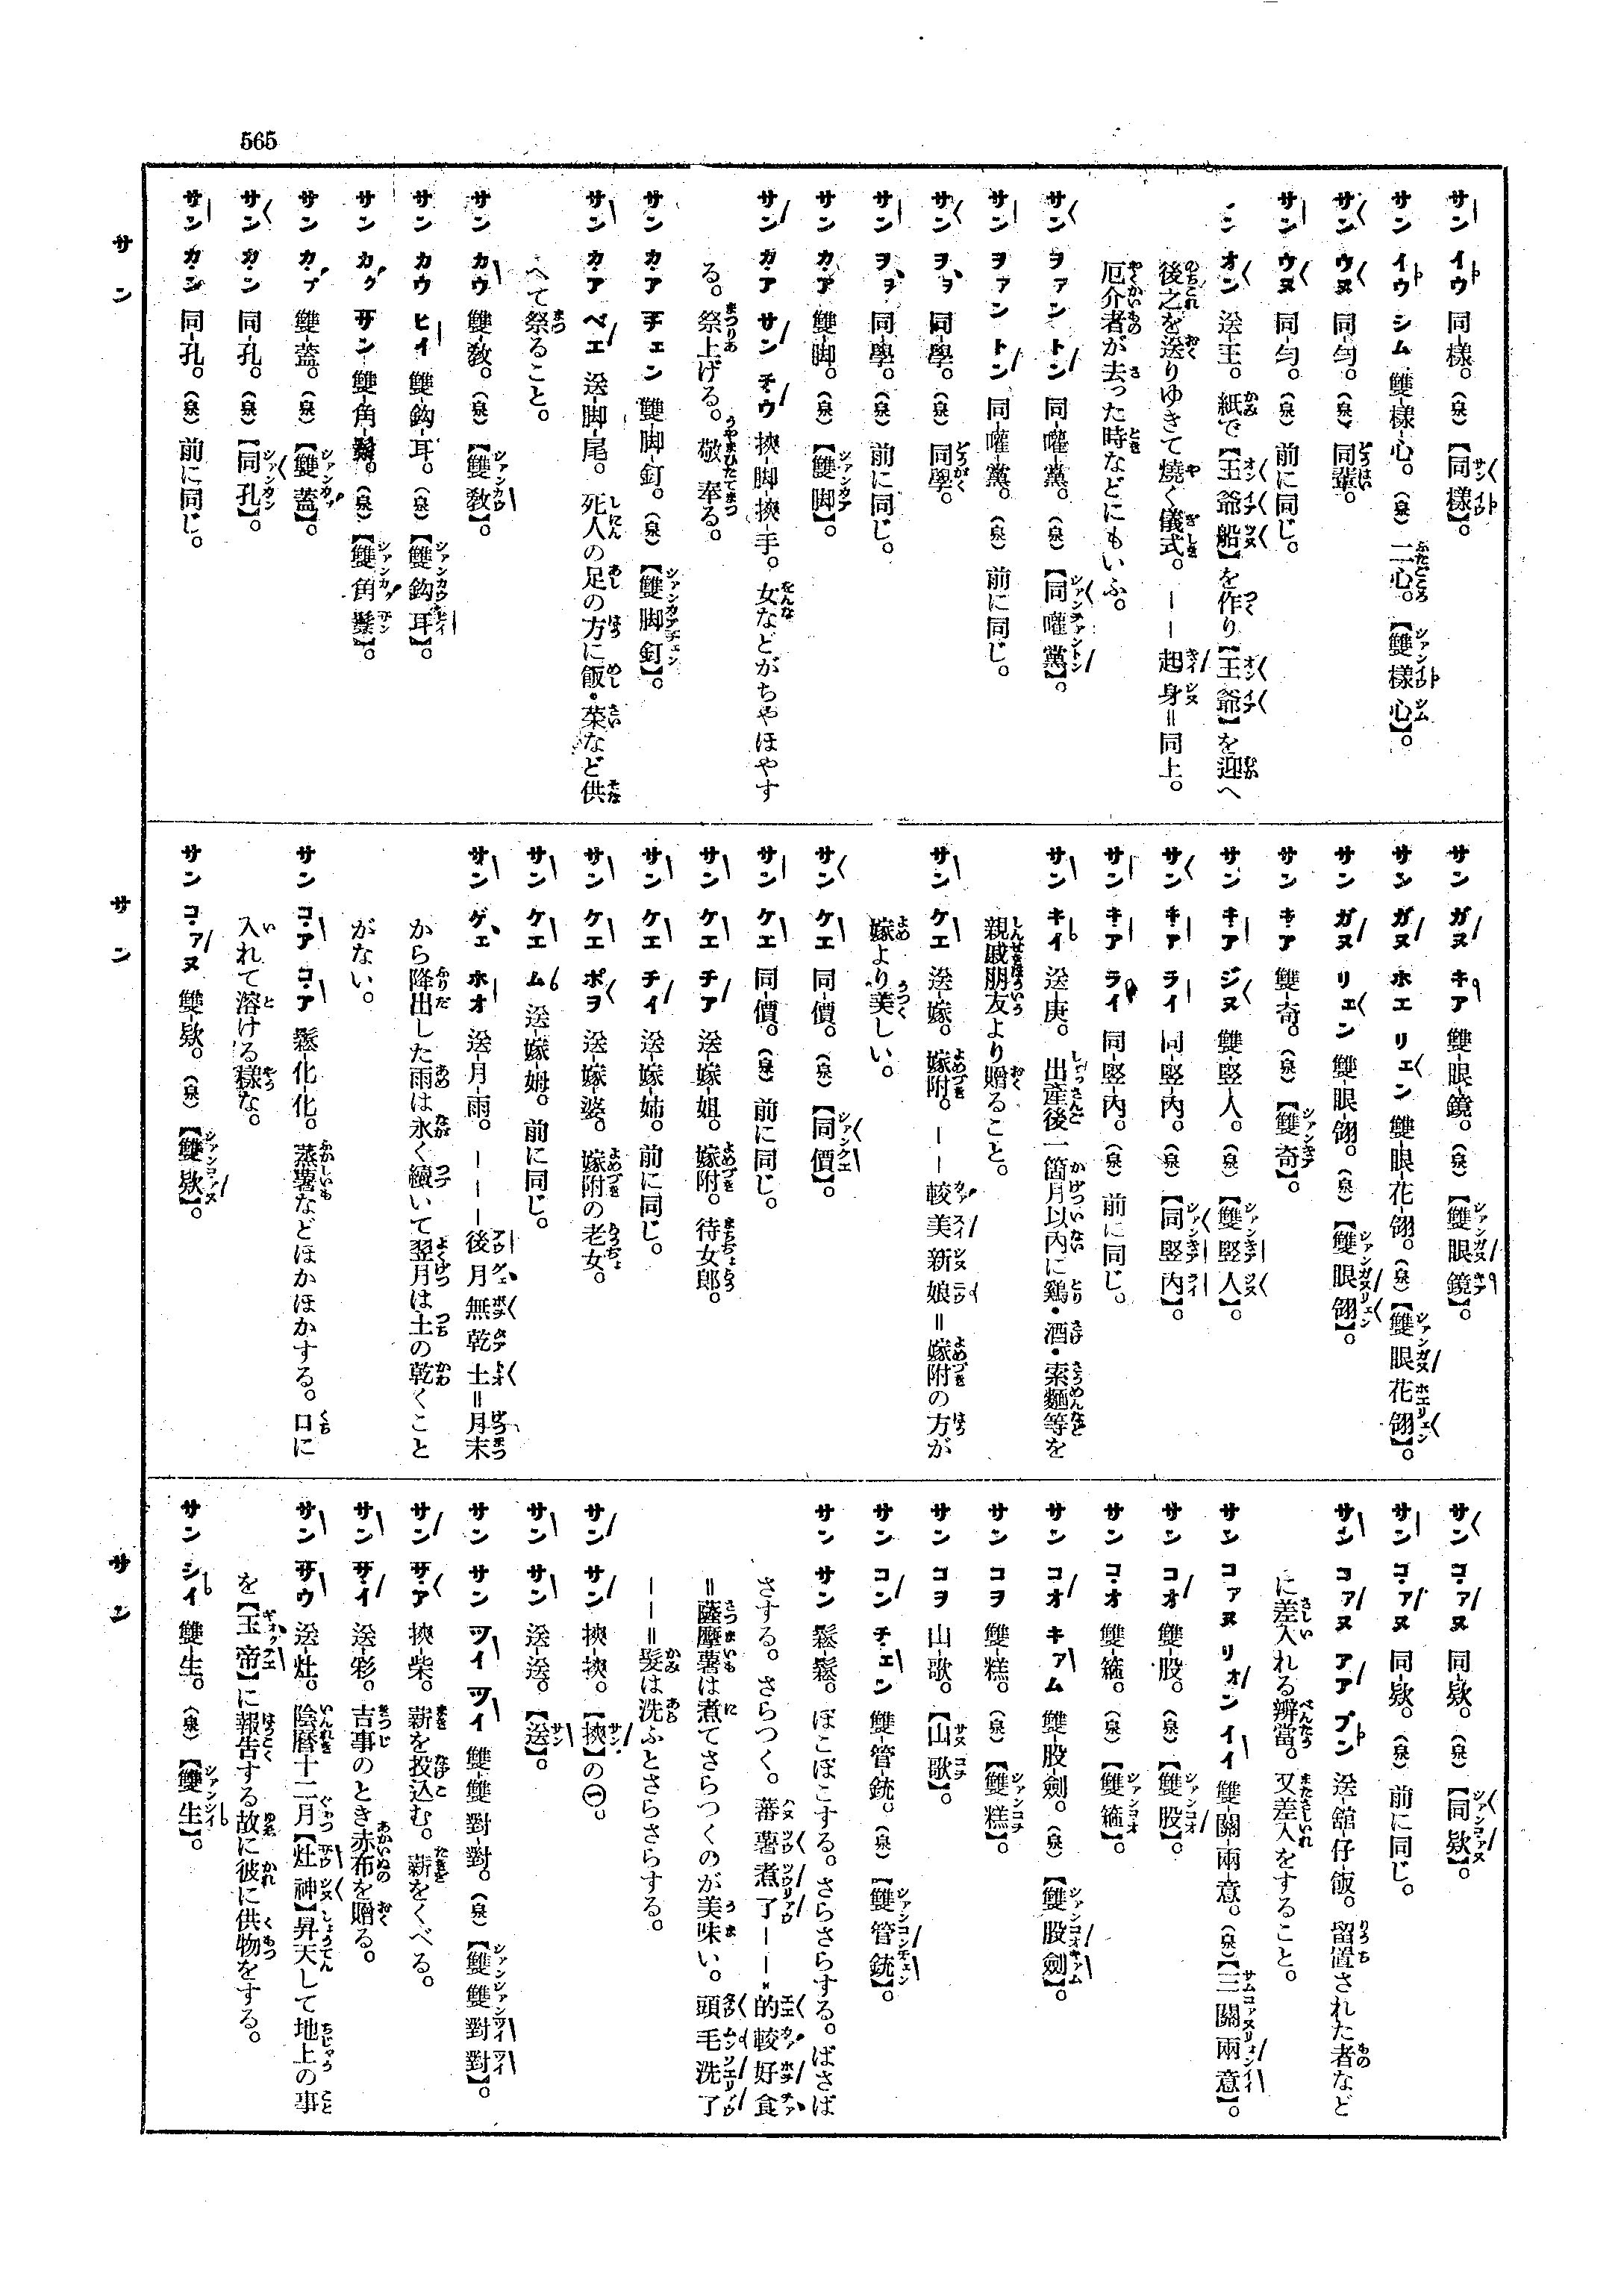 565
サン イウ 同-樣。（泉）【同樣】。
サン イウ シム 雙-樣-心。（泉）二心。【雙樣心】。
サン ウヌ 同-勻。（泉）同輩。
サン ウヌ 同-勻。（泉）前に同じ。
ン オン 送-王。紙で【王爺船】を作り【王爺】を迎へ
後之を送りゆきて燒く儀式。——起身＝同上。
厄介者が去った時などにもいふ。
サン ヲァン トン 同-嚾-黨。（泉）【同嚾黨】。
サン ヲァン トン 同-嚾-黨。（泉）前に同じ。
サン ヲヲ 同-學。（泉）同學。
サン ヲヲ 同-學。（泉）前に同じ。
サン カ・ア 雙-脚。（泉）【雙脚】。
サン カ・ア サン チ・ウ 挾-脚-挾-手。女などがちやほやす
る。祭上げる。敬奉る。
サン カ・ア チェン 雙-脚-釘。（泉）【雙脚釘】。
サン カ・ア ベエ 送-脚-尾。死人の足の方に飯・菜など供
へて祭ること。
サン カウ 雙-敎。（泉）【雙敎】。
サン カウ ヒイ 雙-鈎-耳。（泉）【雙鈎耳】。
サン カク サン 雙-角-鬃。（泉）【雙角鬃】。
サン カ・プ 雙-蓋。（泉）【雙蓋】。
サン カ・ン 同-孔。（泉）【同孔】。
サン カ・ン 同-孔。（泉）前に同じ。
サン
サン ガヌ キア 雙-眼-鏡。（泉）【雙眼鏡】。
サン ガヌ ホエ リェン 雙-眼-花-翎。（泉）【雙眼花翎】。
サン ガヌ リェン 雙-眼-翎。（泉）【雙眼翎】。
サン キ・ア 雙-奇。（泉）【雙奇】。
サン キ・ア ジヌ 雙-竪-人。（泉）【雙竪人】。
サン キ・ア ライ 同-竪-內。（泉）【同竪內】。
サン キ・ア ライ 同-竪-內。（泉）前に同じ。
サン キイ 送-庚。出產後一箇月以內に鷄・酒・索麵等を
親戚朋友より贈ること。
サン ケエ 送-嫁。嫁附。——較美新娘＝嫁附の方が
嫁より美しい。
サン ケエ 同-價。（泉）【同價】。
サン ケエ 同-價。（泉）前に同じ。
サン ケエ チア 送-嫁-姐。嫁附。待女郎。
サン ケエ チイ 送-嫁-姉。前に同じ。
サン ケエ ポヲ 送-嫁-婆。嫁附の老女。
サン ケエ ム 送-嫁-姆。前に同じ。
サン ゲェ ホオ 送-月-雨。———後月無乾土＝月末
から降出した雨は永く續いて翌月は土の乾くこと
がない。
サン コ・ア コ・ア 鬆-化-化。蒸薯などほかほかする。口に
入れて溶ける樣な。
サン コ・アヌ 雙-欵。（泉）【雙欵】。
サン
サン コ・アヌ 同-欵。（泉）【同欵】。
サン コ・アヌ 同-欵。（泉）前に同じ。
サン コアヌ アア プン 送-舘-仔-飯。留置された者など
に差入れる辨當。又差入をすること。
サン コァヌ リォン イイ 雙-關-兩-意。（泉）【三關兩意】。
サン コオ 雙-股。（泉）【雙股】。
サン コ・オ 雙-箍。（泉）【雙箍】。
サン コオ キァム 雙-股-劍。（泉）【雙股劍】。
サン コヲ 雙-糕。（泉）【雙糕】。
サン コヲ 山-歌。【山歌】。
サン コン チ・ェン 雙-管-銃。（泉）【雙管銃】。
サン サン 鬆-鬆。ぼこぼこする。さらさらする。ばさば
さする。さらつく。蕃薯煮了——的較好食
＝薩摩薯は煮てさらつくのが美味い。頭毛洗了
——＝髮は洗ふとさらさらする。
サン サン 挾-挾。【挾】の㊀。
サン サン 送-送。【送】。
サン サン ツイ ツイ 雙-雙-對-對。（泉）【雙雙對對】。
サン サ・ア 挾-柴。薪を投込む。薪をくべる。
サン サ・イ 送-彩。吉事のとき赤布を贈る。
サン サウ 送-灶。陰曆十二月【灶神】昇天して地上の事
を【玉帝】に報吿する故に彼に供物をする。
サン シイ 雙-生。（泉）【雙生】。
サン